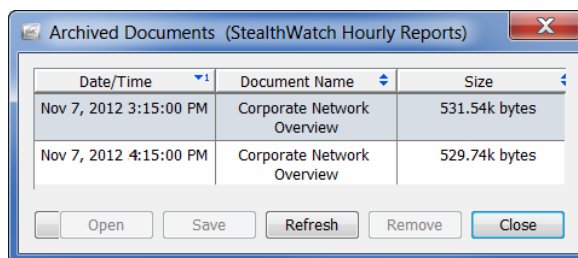 Archived Documents (StealthWatch Hourly Reports)
X
Date/Time 1 Document Name Size
Nov 7, 2012 3:15:00 PM Corporate Network 531.54k bytes
Overview
Nov 7, 2012 4:15:00 PM Corporate Network 529.74k bytes
Overview
Open Save Refresh Remove Close